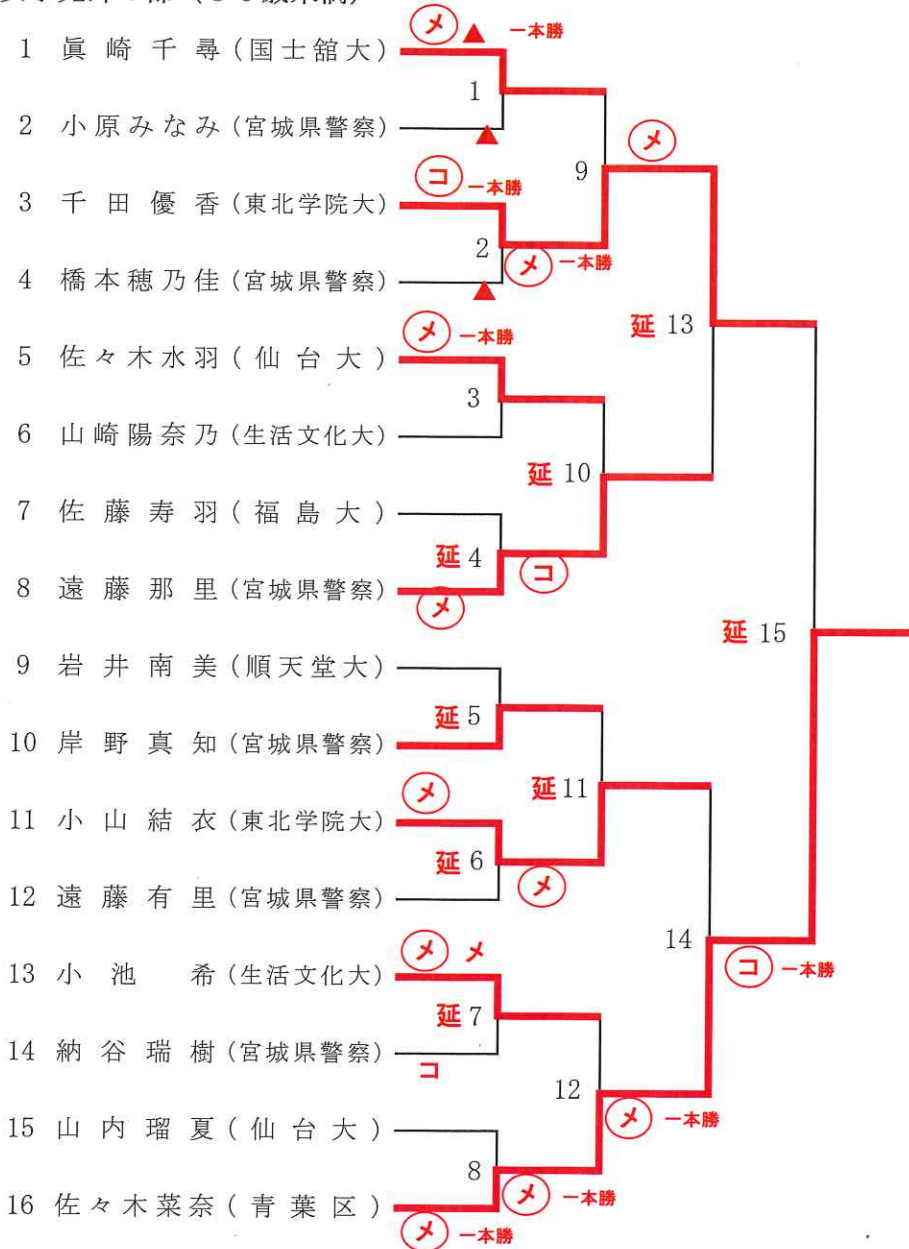 メ ▲ 一本勝
1 眞崎千尋(国士舘大)
1
2 小原みなみ(宮城県警察)
▲
9
メ
コ 一本勝
3 千田優香(東北学院大)
2
メ 一本勝
4 橋本穂乃佳(宮城県警察)
▲
延 13
メ 一本勝
5 佐々木水羽(仙台大)
3
6 山崎陽奈乃(生活文化大)
延 10
7 佐藤寿羽(福島大)
延 4
コ
8 遠藤那里(宮城県警察)
メ
延 15
9 岩井南美(順天堂大)
延 5
10 岸野真知(宮城県警察)
延 11
メ
11 小山結衣(東北学院大)
延 6
メ
12 遠藤有里(宮城県警察)
14
コ 一本勝
メ メ
13 小池希(生活文化大)
延 7
14 納谷瑞樹(宮城県警察)
コ
12
メ 一本勝
15 山内瑠夏(仙台大)
8
メ 一本勝
16 佐々木菜奈(青葉区)
メ 一本勝